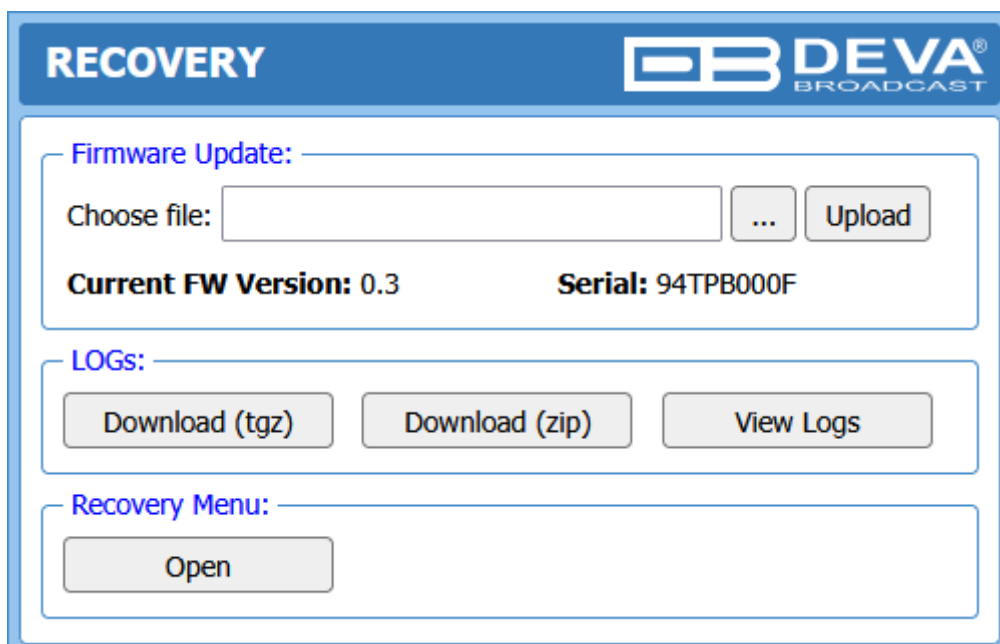 RECOVERY
DEVA®
BROADCAST
Firmware Update:
Choose file: ... Upload
Current FW Version: 0.3 Serial: 94TPB000F
LOGs:
Download (tgz) Download (zip) View Logs
Recovery Menu:
Open